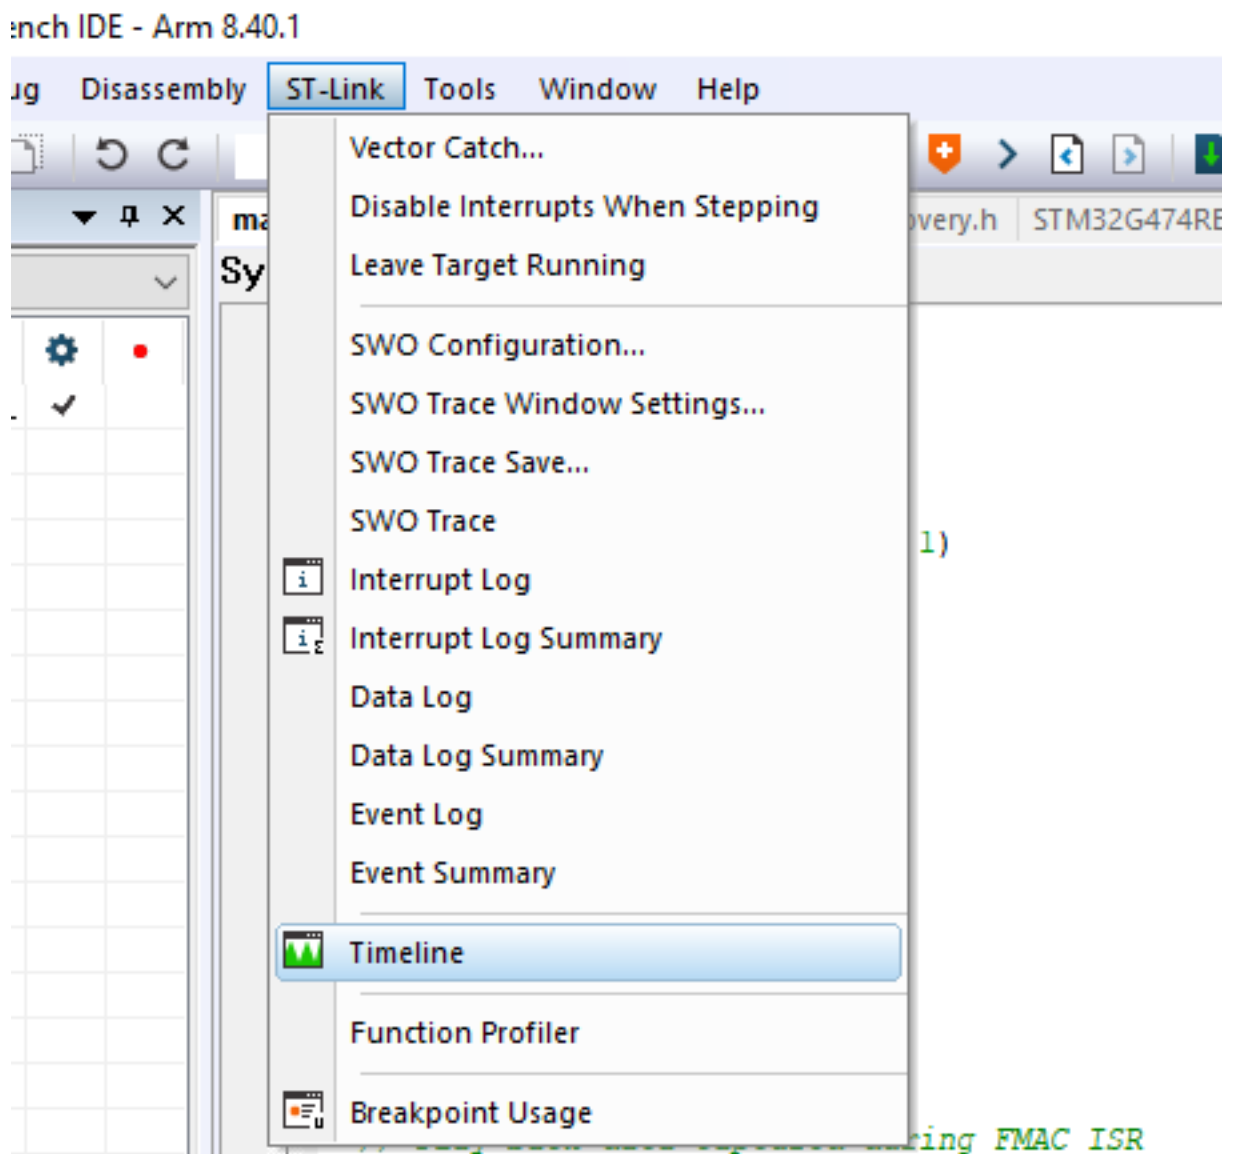 ench IDE - Arm 8.40.1
ug Disassembly ST-Link Tools Window Help
Vector Catch...
Disable Interrupts When Stepping
Leave Target Running
ma
overy.h STM32G474RE
Sy
SWO Configuration...
SWO Trace Window Settings...
SWO Trace Save...
SWO Trace
1)
Interrupt Log
Interrupt Log Summary
Data Log
Data Log Summary
Event Log
Event Summary
Timeline
Function Profiler
Breakpoint Usage
ing FMAC ISR